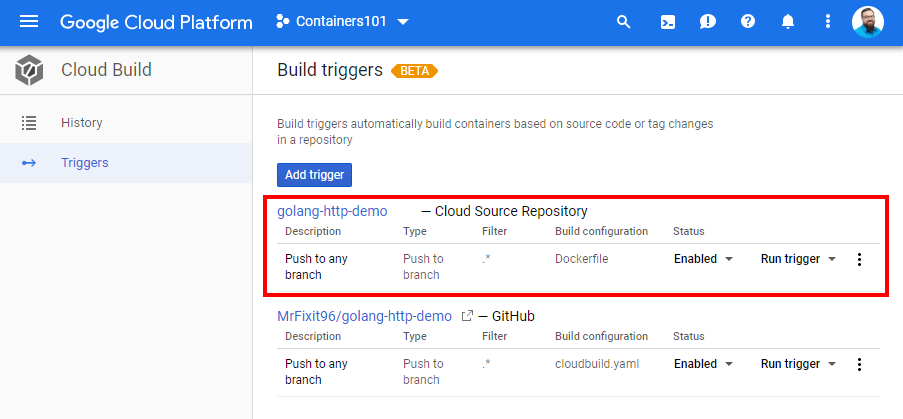 Google Cloud Platform Containers101
Cloud Build
Build triggers BETA
History
Triggers
Build triggers automatically build containers based on source code or tag changes
in a repository
Add trigger
golang-http-demo — Cloud Source Repository
Description Type Filter Build configuration Status
Push to any branch Push to branch .* Dockerfile Enabled Run trigger
MrFixit96/golang-http-demo — GitHub
Description Type Filter Build configuration Status
Push to any branch Push to branch .* cloudbuild.yaml Enabled Run trigger